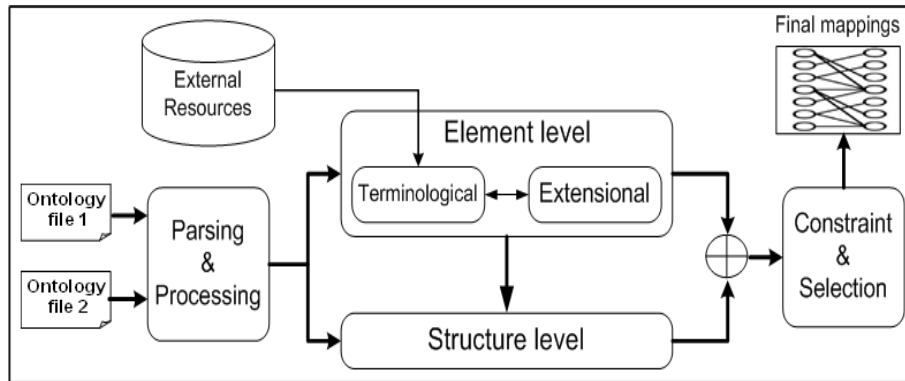 Final mappings
External
Resources
Element level
Terminological
Extensional
Ontology
file 1
Parsing
&
Processing
Constraint
&
Selection
Ontology
file 2
Structure level